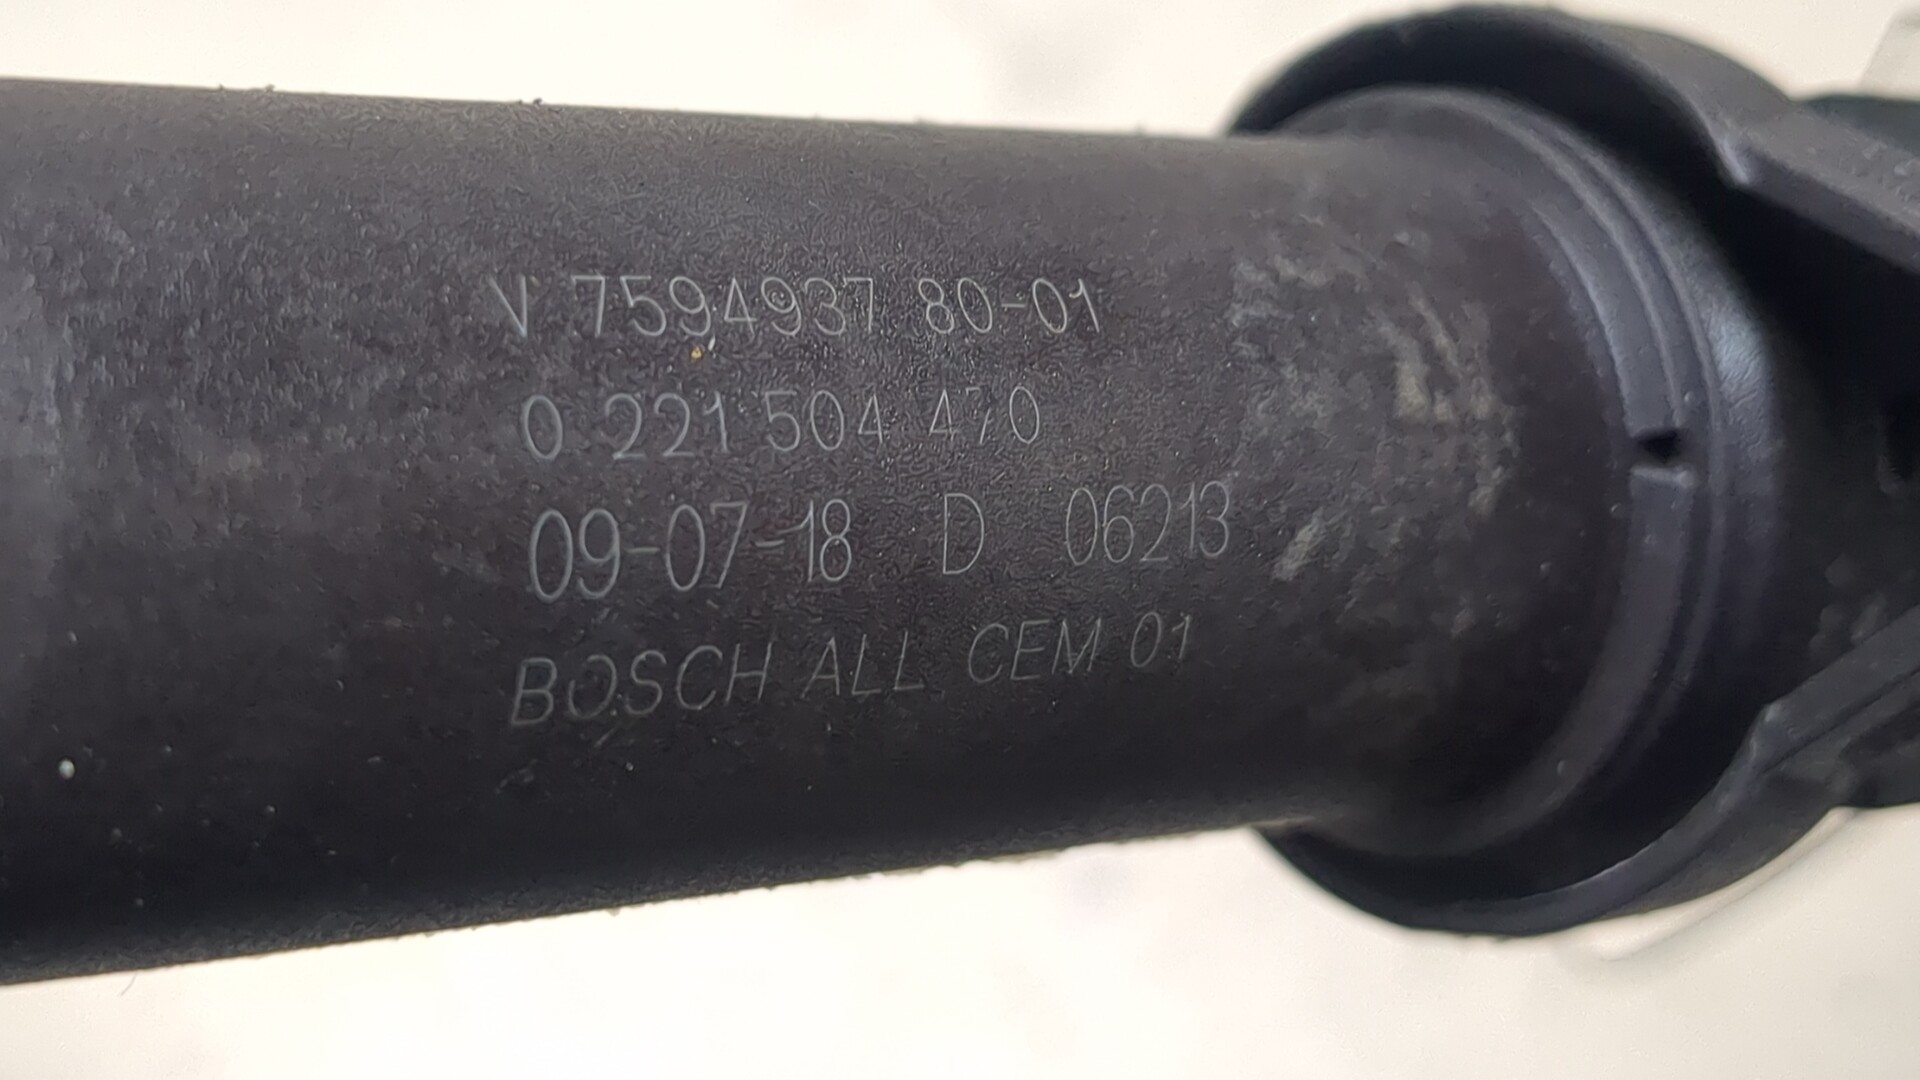 V 7594937 80-01
0 221 504 470
09-07-18 D 06213
BOSCH ALL CEM 01